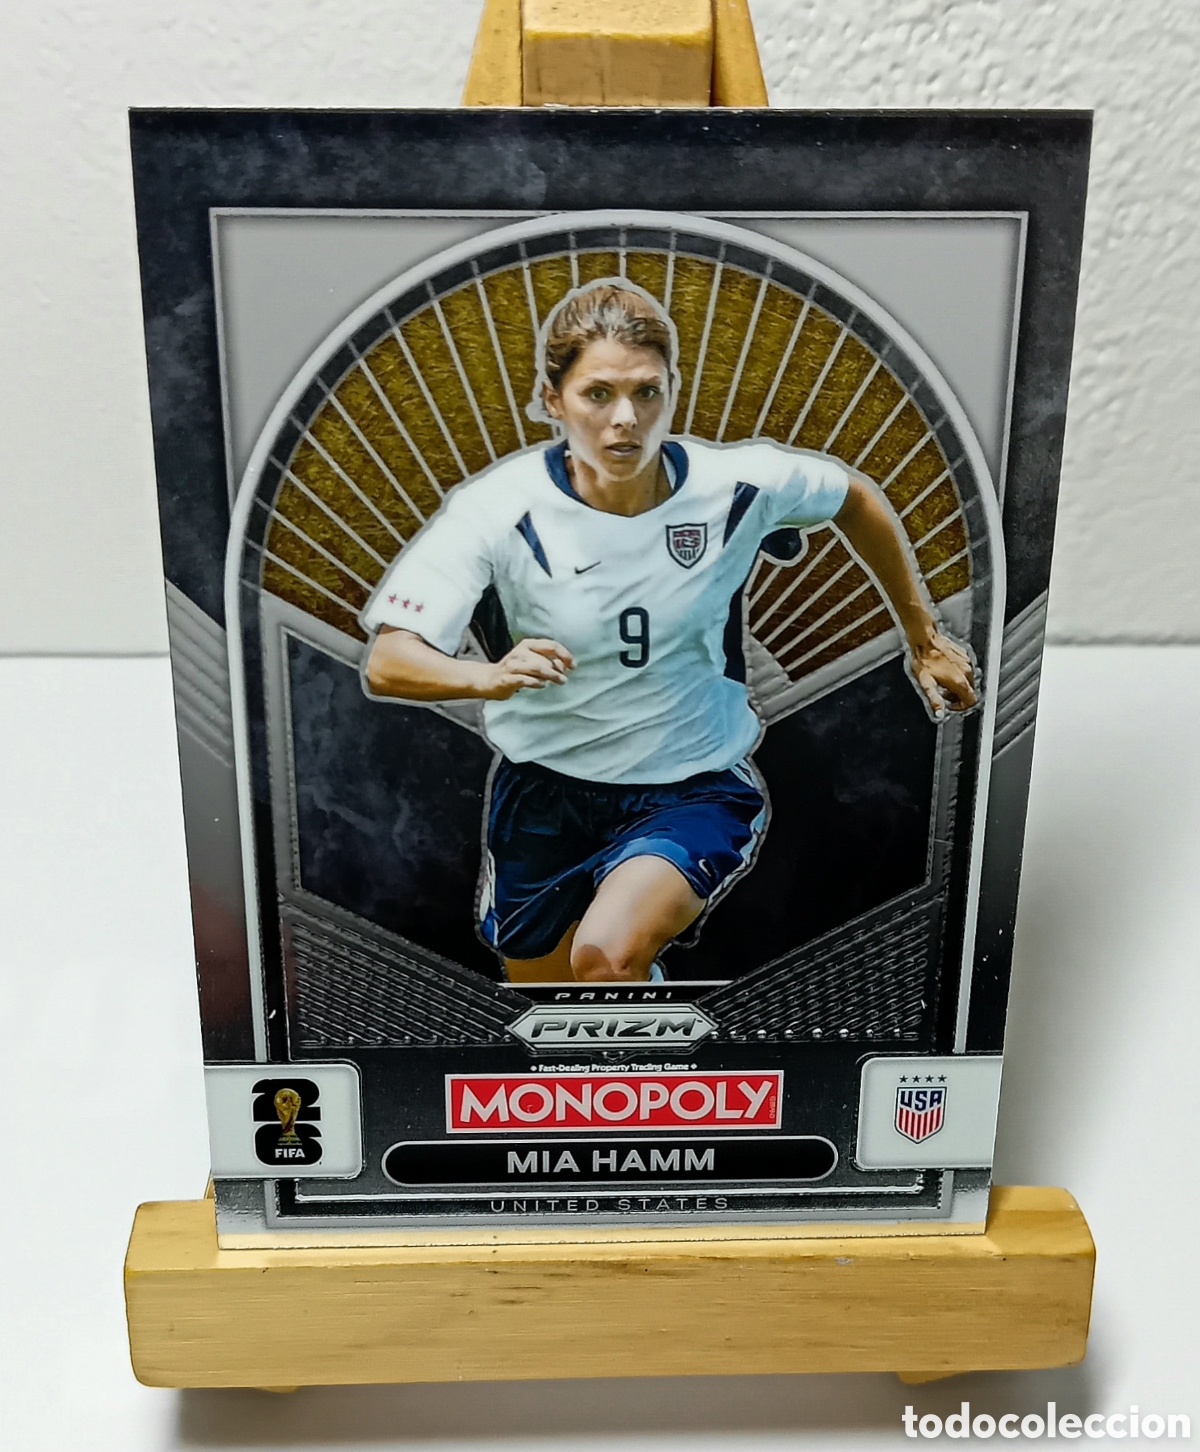 9
PANINI
PRIZM
Fast-Dealing Property Trading Game
MONOPOLY
26
FIFA
USA
MIA HAMM
UNITED STATES
todocoleccion